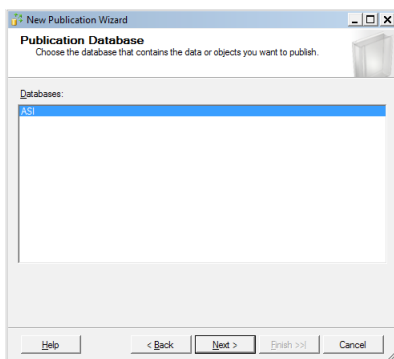 New Publication Wizard
Publication Database
Choose the database that contains the data or objects you want to publish.
Databases:
ASI
Help
< Back
Next >
Finish >>|
Cancel